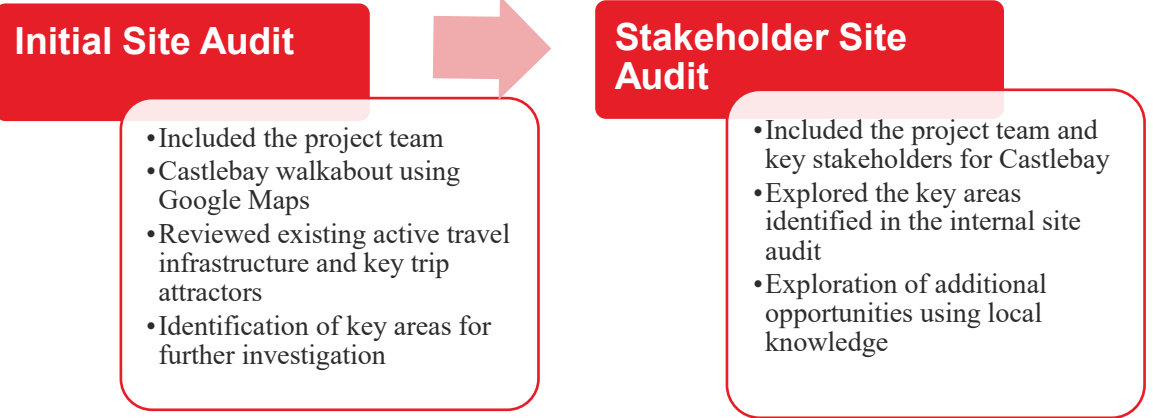 Initial Site Audit
•Included the project team
•Castlebay walkabout using
Google Maps
•Reviewed existing active travel
infrastructure and key trip
attractors
•Identification of key areas for
further investigation
Stakeholder Site
Audit
•Included the project team and
key stakeholders for Castlebay
•Explored the key areas
identified in the internal site
audit
•Exploration of additional
opportunities using local
knowledge